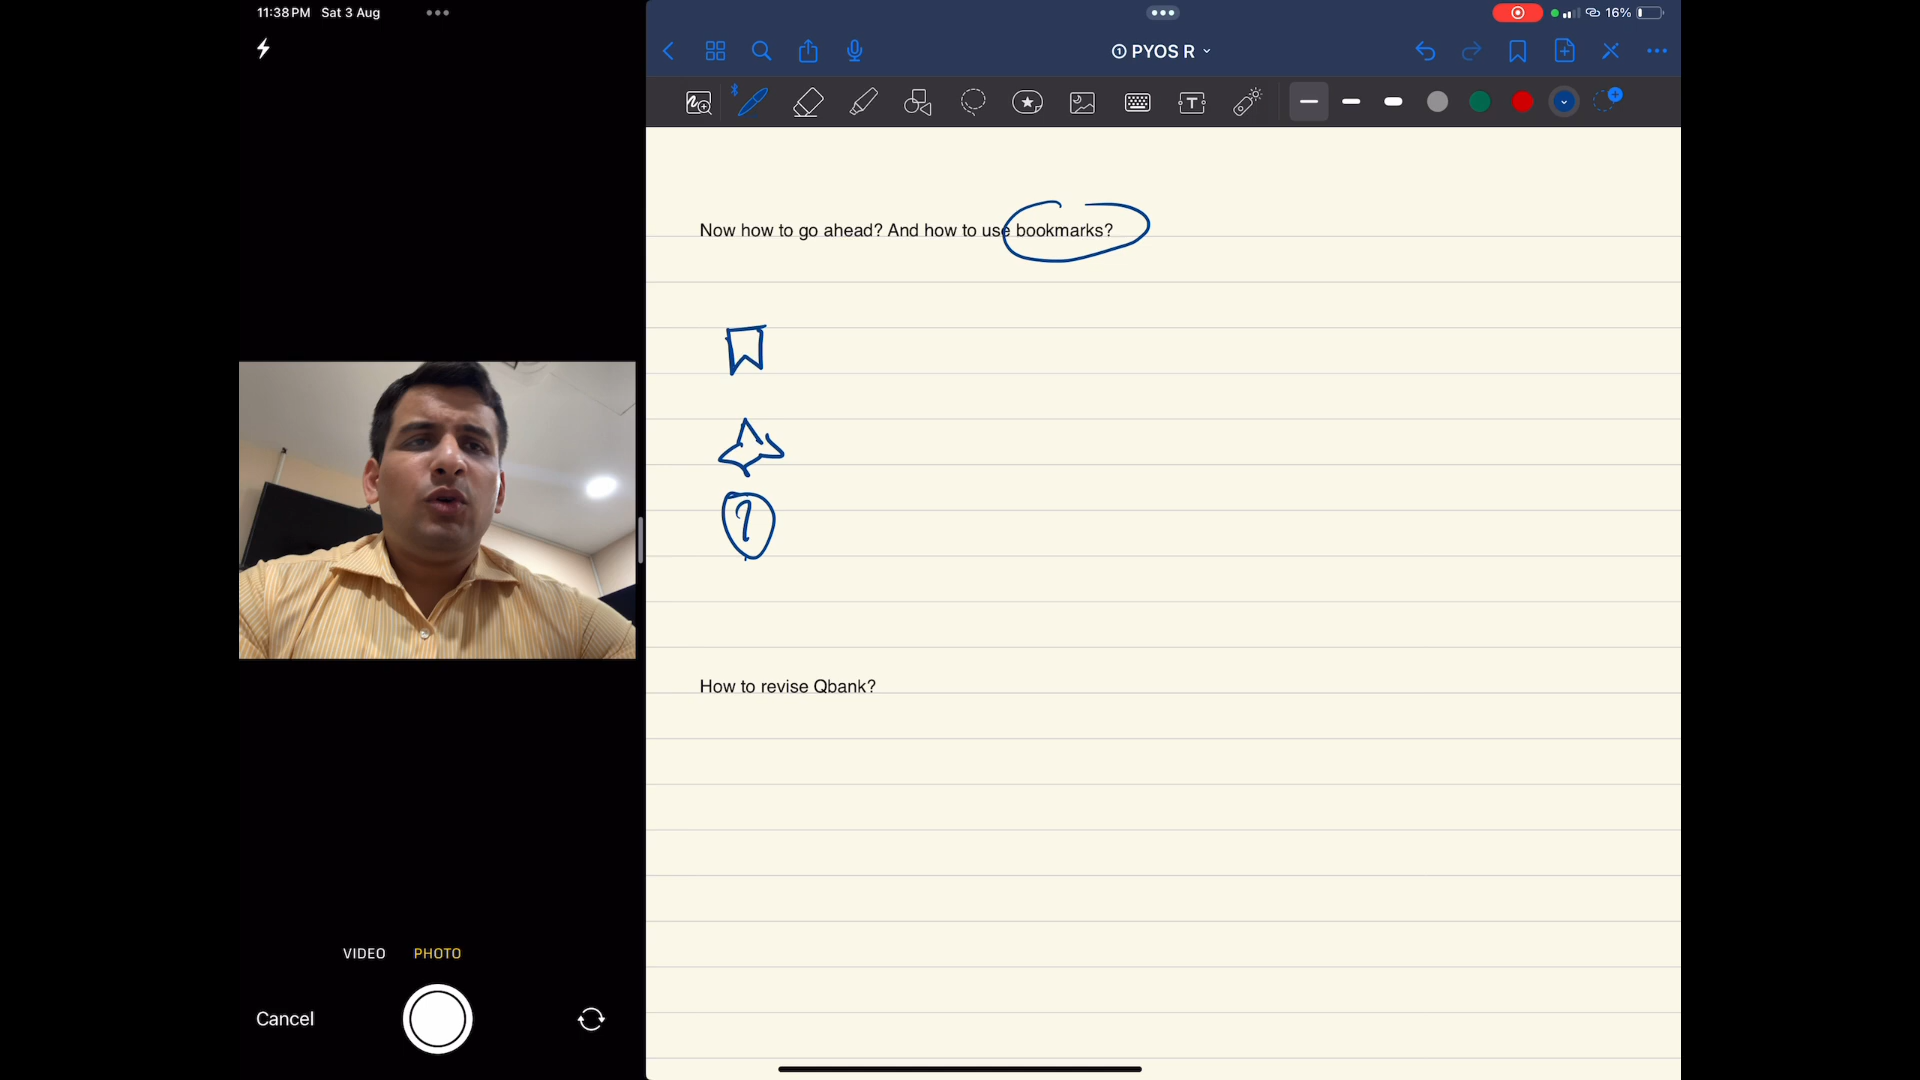 11:38 PM Sat 3 Aug
16%
PYOS R
T
Now how to go ahead? And how to use bookmarks?
?
How to revise Qbank?
VIDEO PHOTO
Cancel